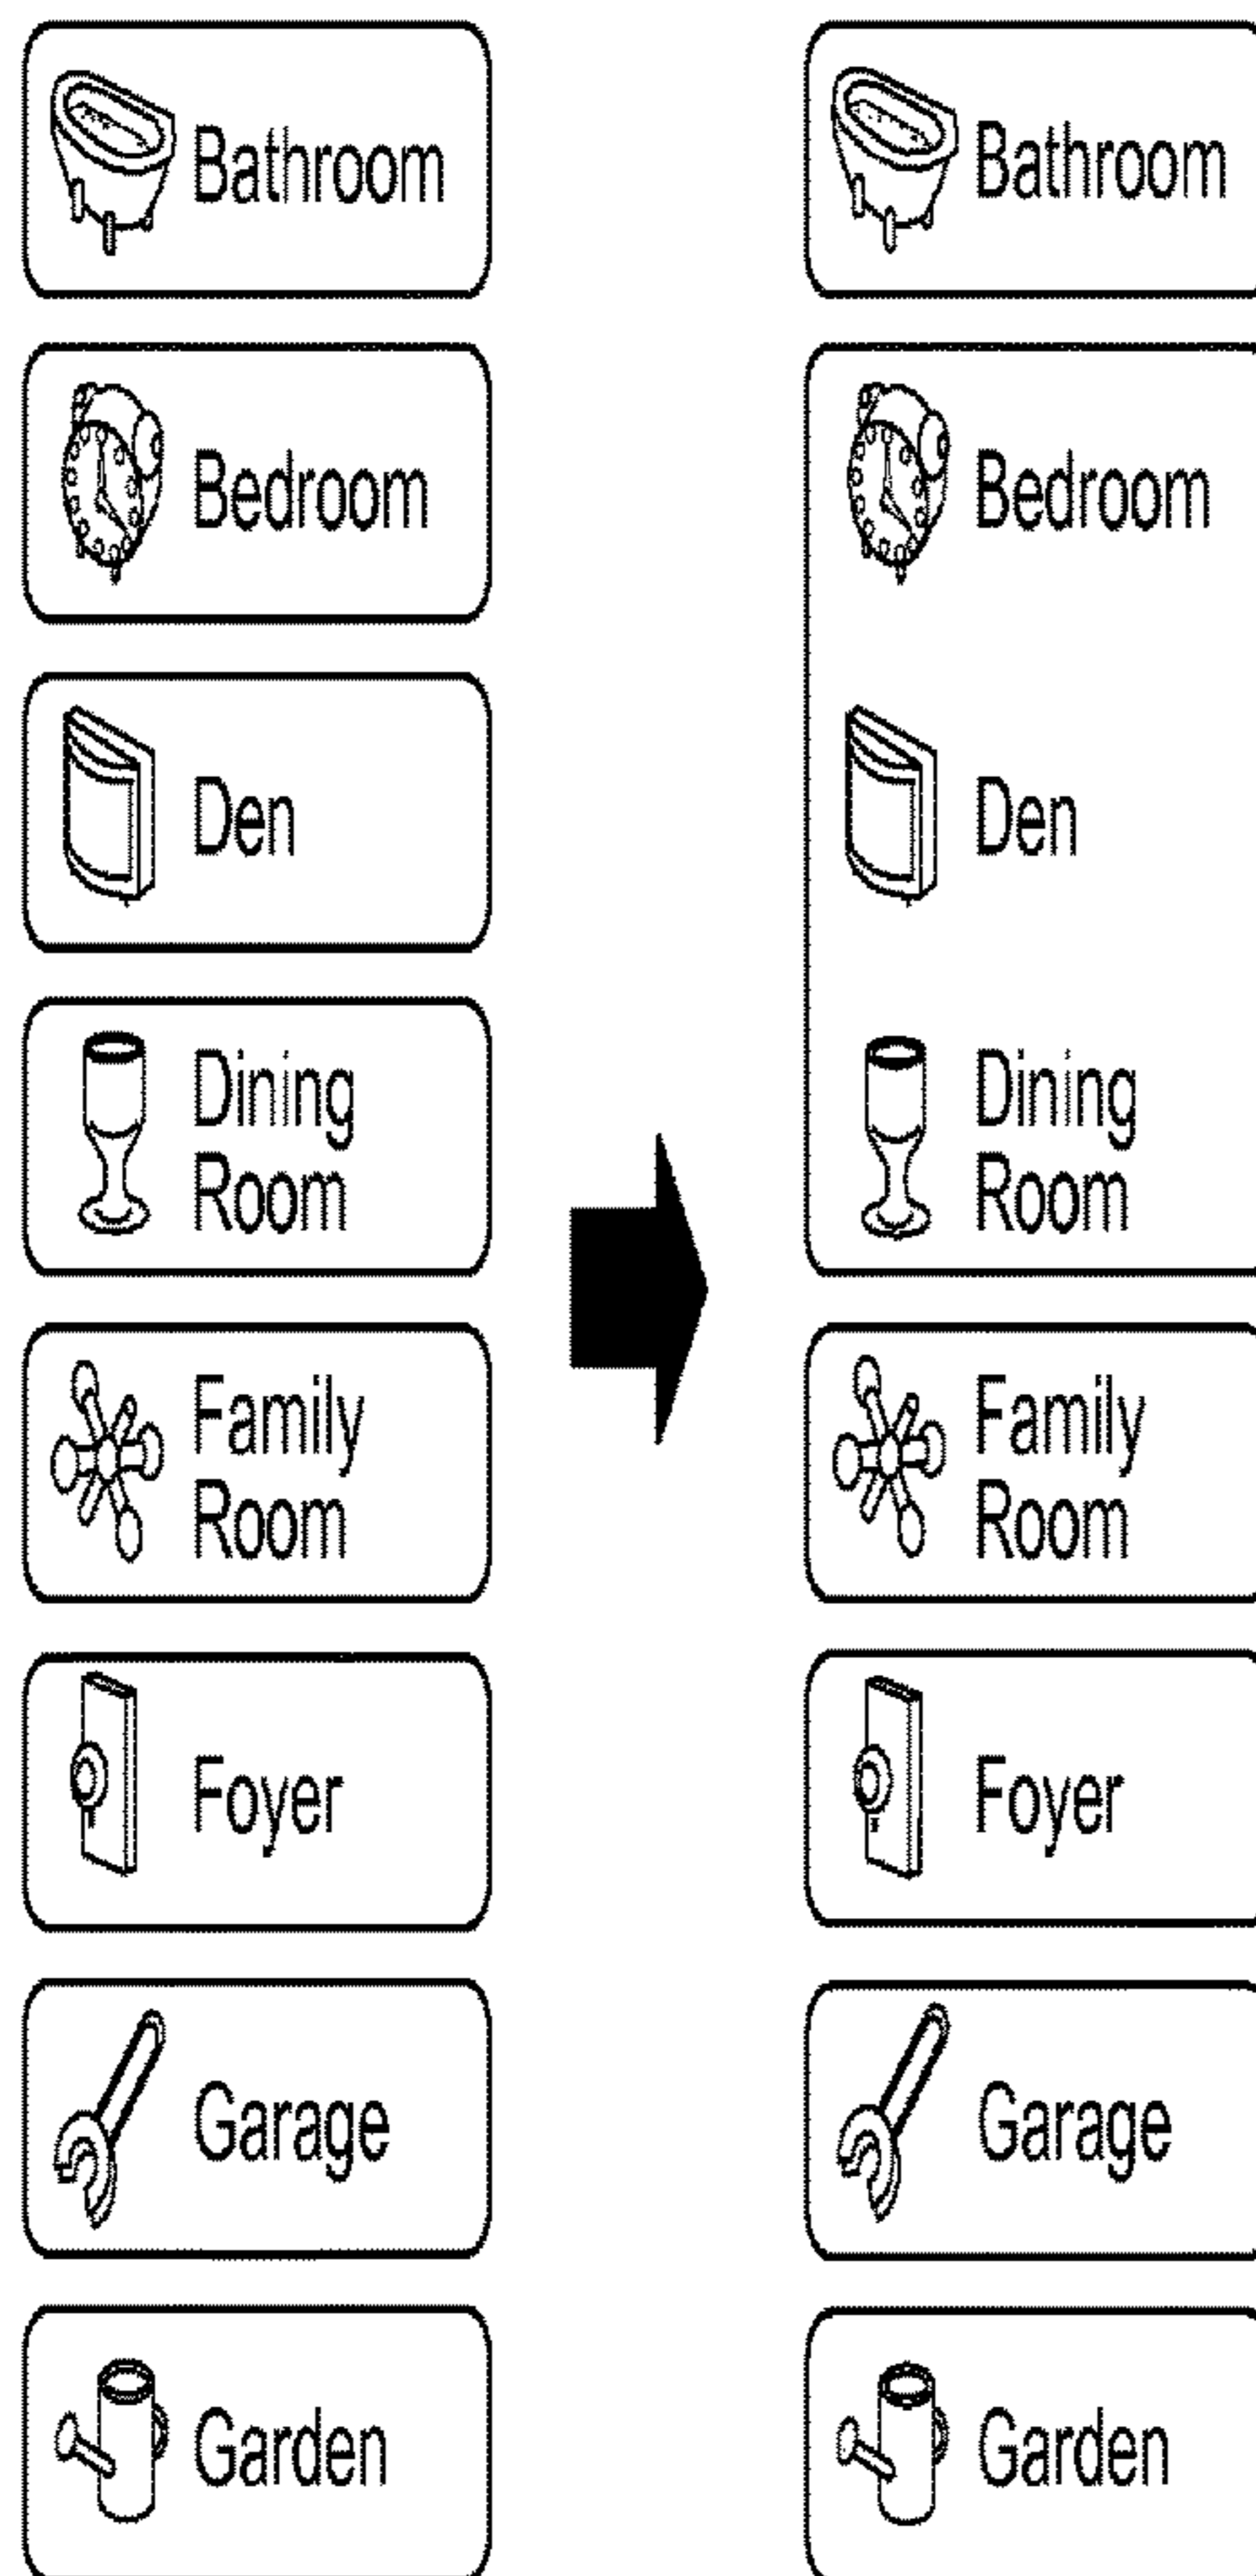 Bathroom
Bedroom
Den
Dining
Room
Family
Room
Foyer
Garage
Garden
Bathroom
Bedroom
Den
Dining
Room
Family
Room
Foyer
Garage
Garden